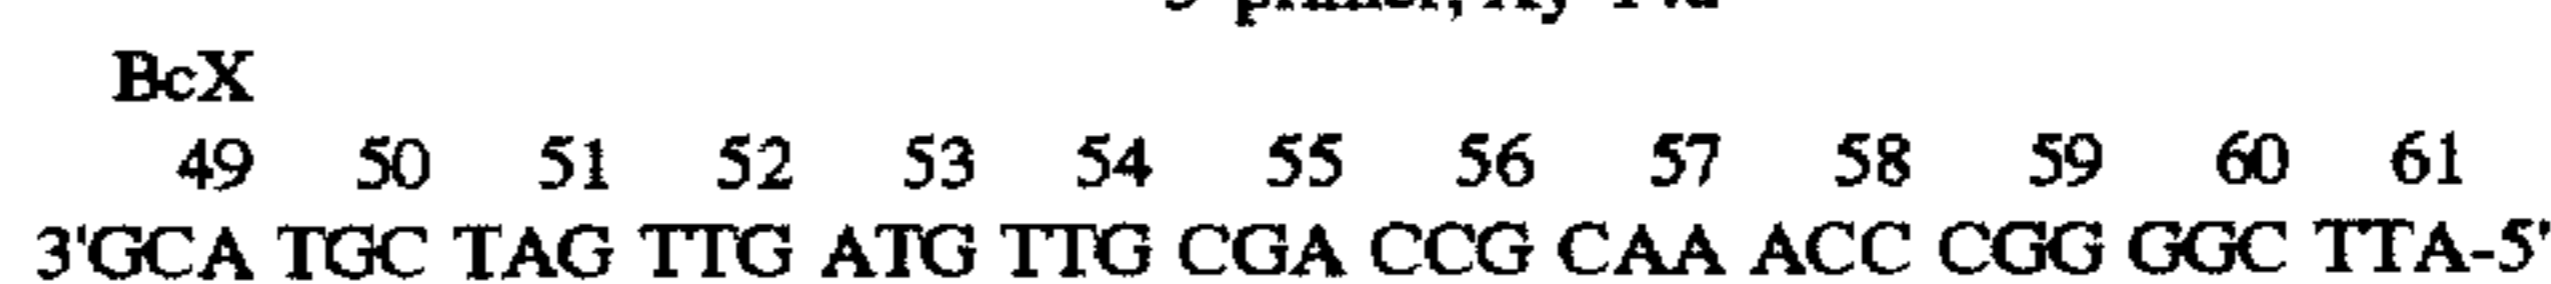 BcX
49 50 51 52 53 54 55 56 57 58 59 60 61
3'GCA TGC TAG TTG ATG TTG CGA CCG CAA ACC CGG GGC TTA-5'